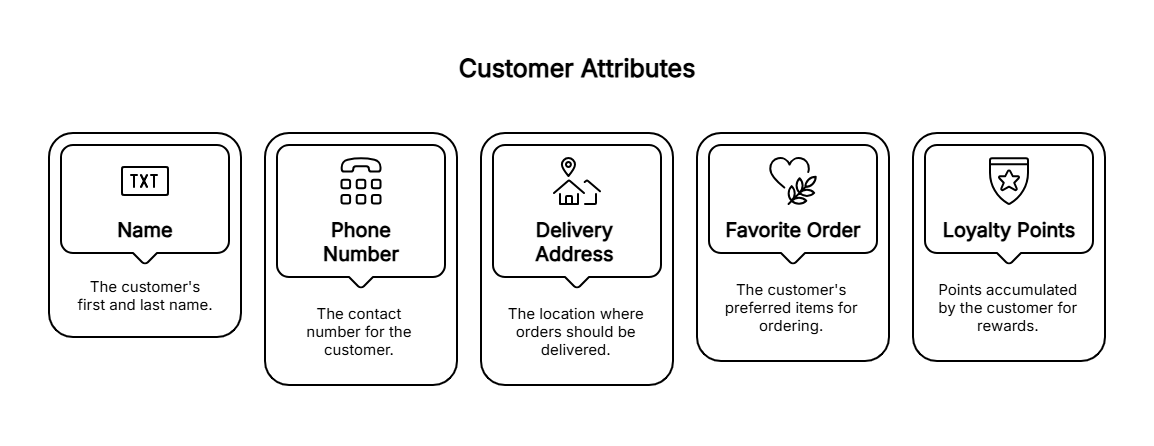 Customer Attributes
TXT
Name
The customer's
first and last name.
Phone
Number
The contact
number for the
customer.
Delivery
Address
The location where
orders should be
delivered.
Favorite Order
The customer's
preferred items for
ordering.
Loyalty Points
Points accumulated
by the customer for
rewards.